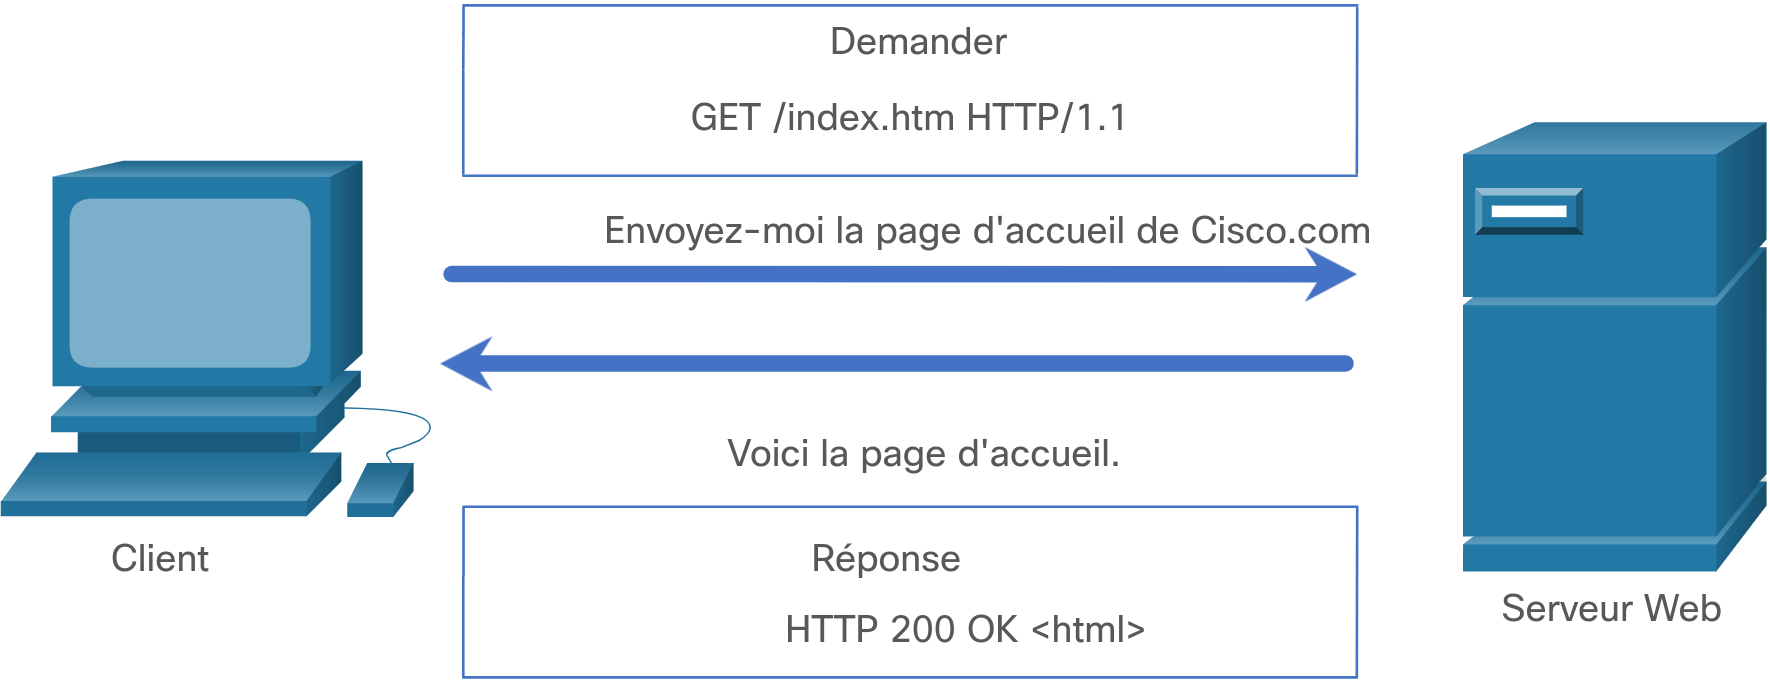 Demander
GET /index.htm HTTP/1.1
Envoyez-moi la page d'accueil de Cisco.com
Voici la page d'accueil.
Réponse
HTTP 200 OK <html>
Client
Serveur Web